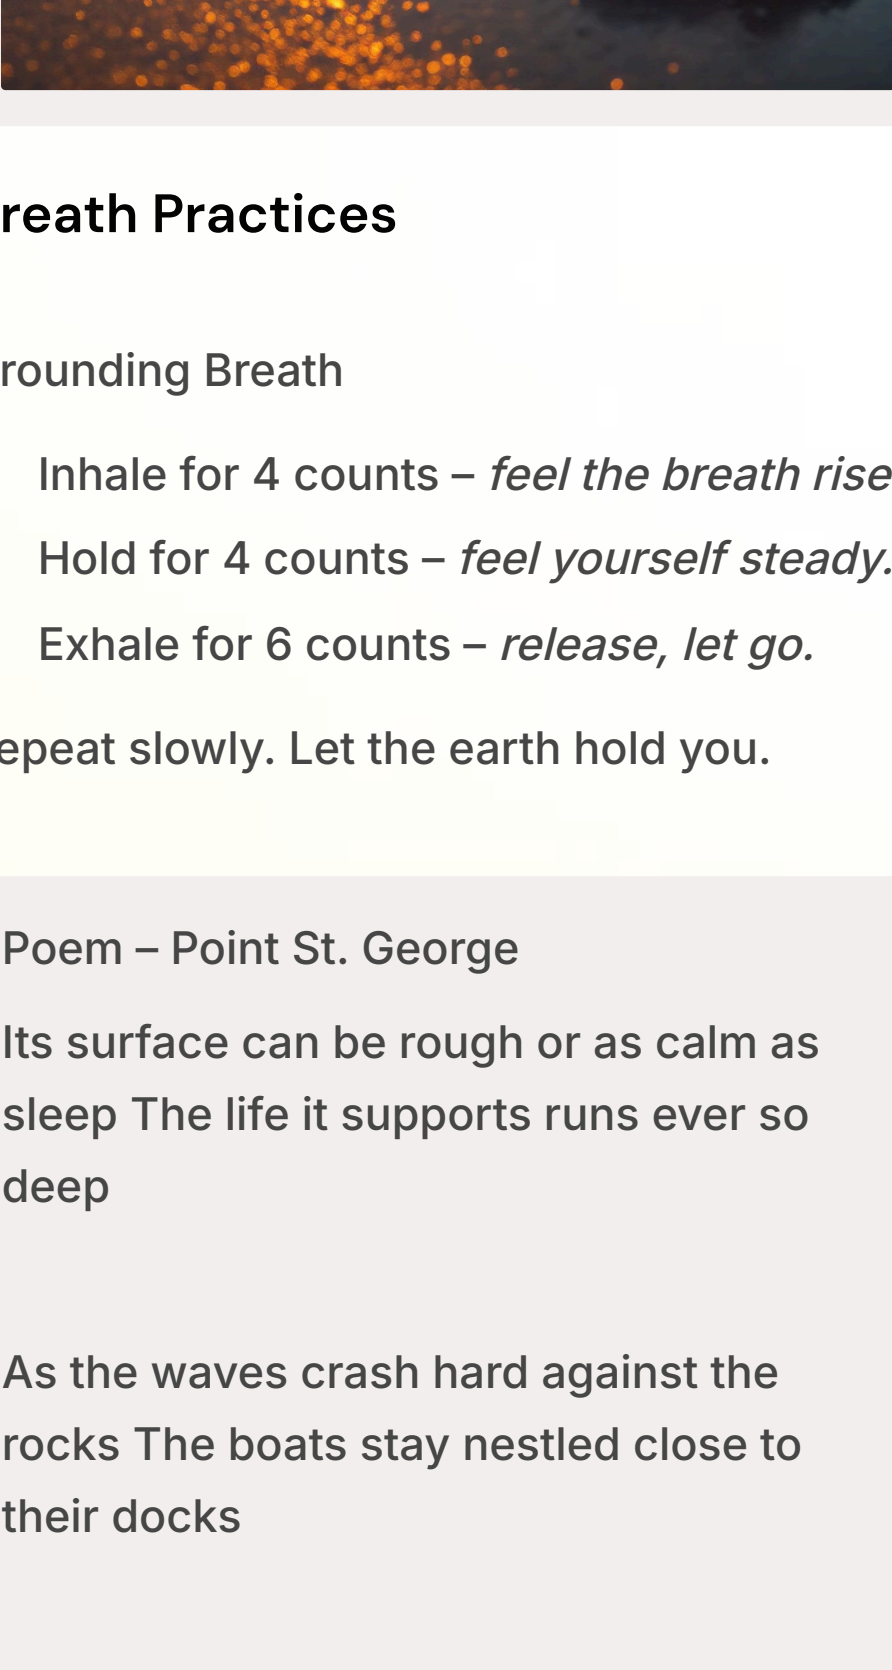 reath Practices
rounding Breath
Inhale for 4 counts – feel the breath rise
Hold for 4 counts – feel yourself steady.
Exhale for 6 counts – release, let go.
epeat slowly. Let the earth hold you.
Poem – Point St. George
Its surface can be rough or as calm as
sleep The life it supports runs ever so
deep
As the waves crash hard against the
rocks The boats stay nestled close to
their docks